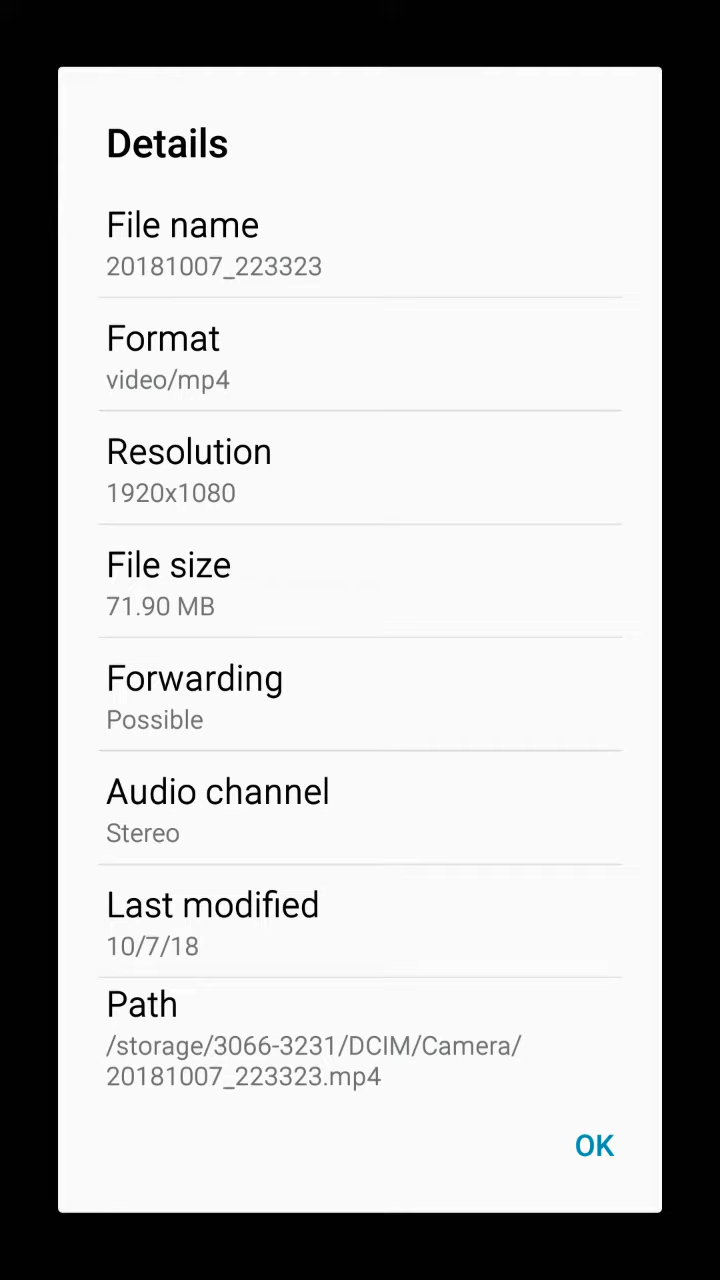 Details
File name
20181007_223323
Format
video/mp4
Resolution
1920x1080
File size
71.90 MB
Forwarding
Possible
Audio channel
Stereo
Last modified
10/7/18
Path
/storage/3066-3231/DCIM/Camera/
20181007_223323.mp4
OK